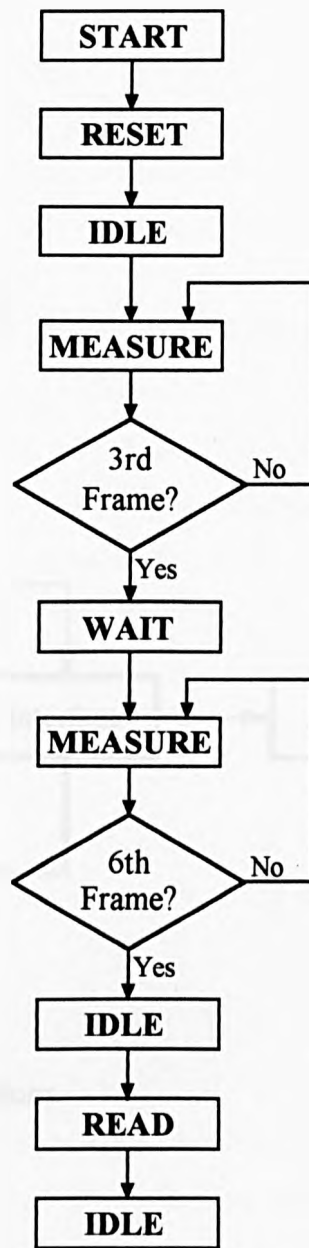 START
RESET
IDLE
MEASURE
3rd
Frame?
No
Yes
WAIT
MEASURE
6th
Frame?
No
Yes
IDLE
READ
IDLE